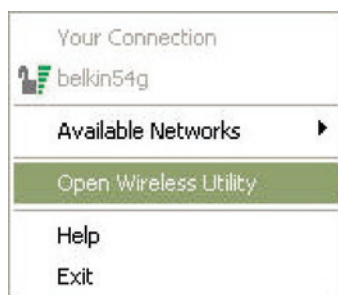 Your Connection
belkin54g
Available Networks
Open Wireless Utility
Help
Exit